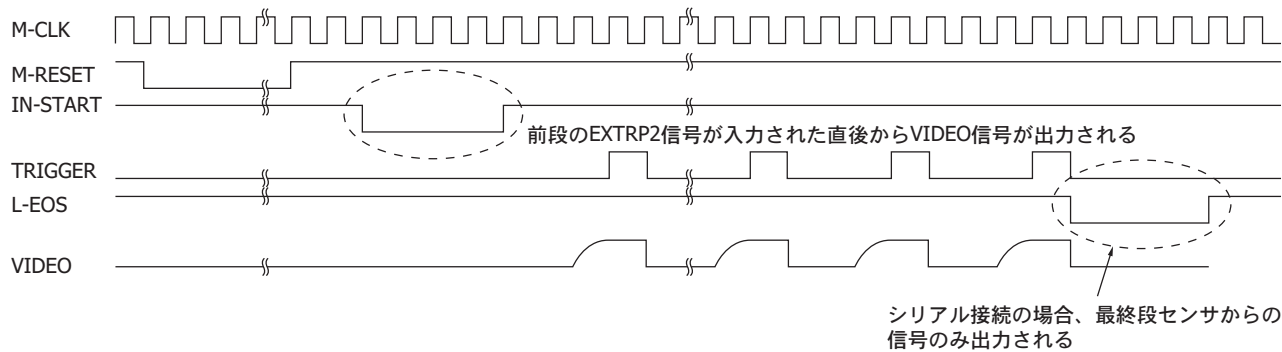 M-CLK
M-RESET
IN-START
前段のEXTRP2信号が入力された直後からVIDEO信号が出力される
TRIGGER
L-EOS
VIDEO
シリアル接続の場合、最終段センサからの
信号のみ出力される